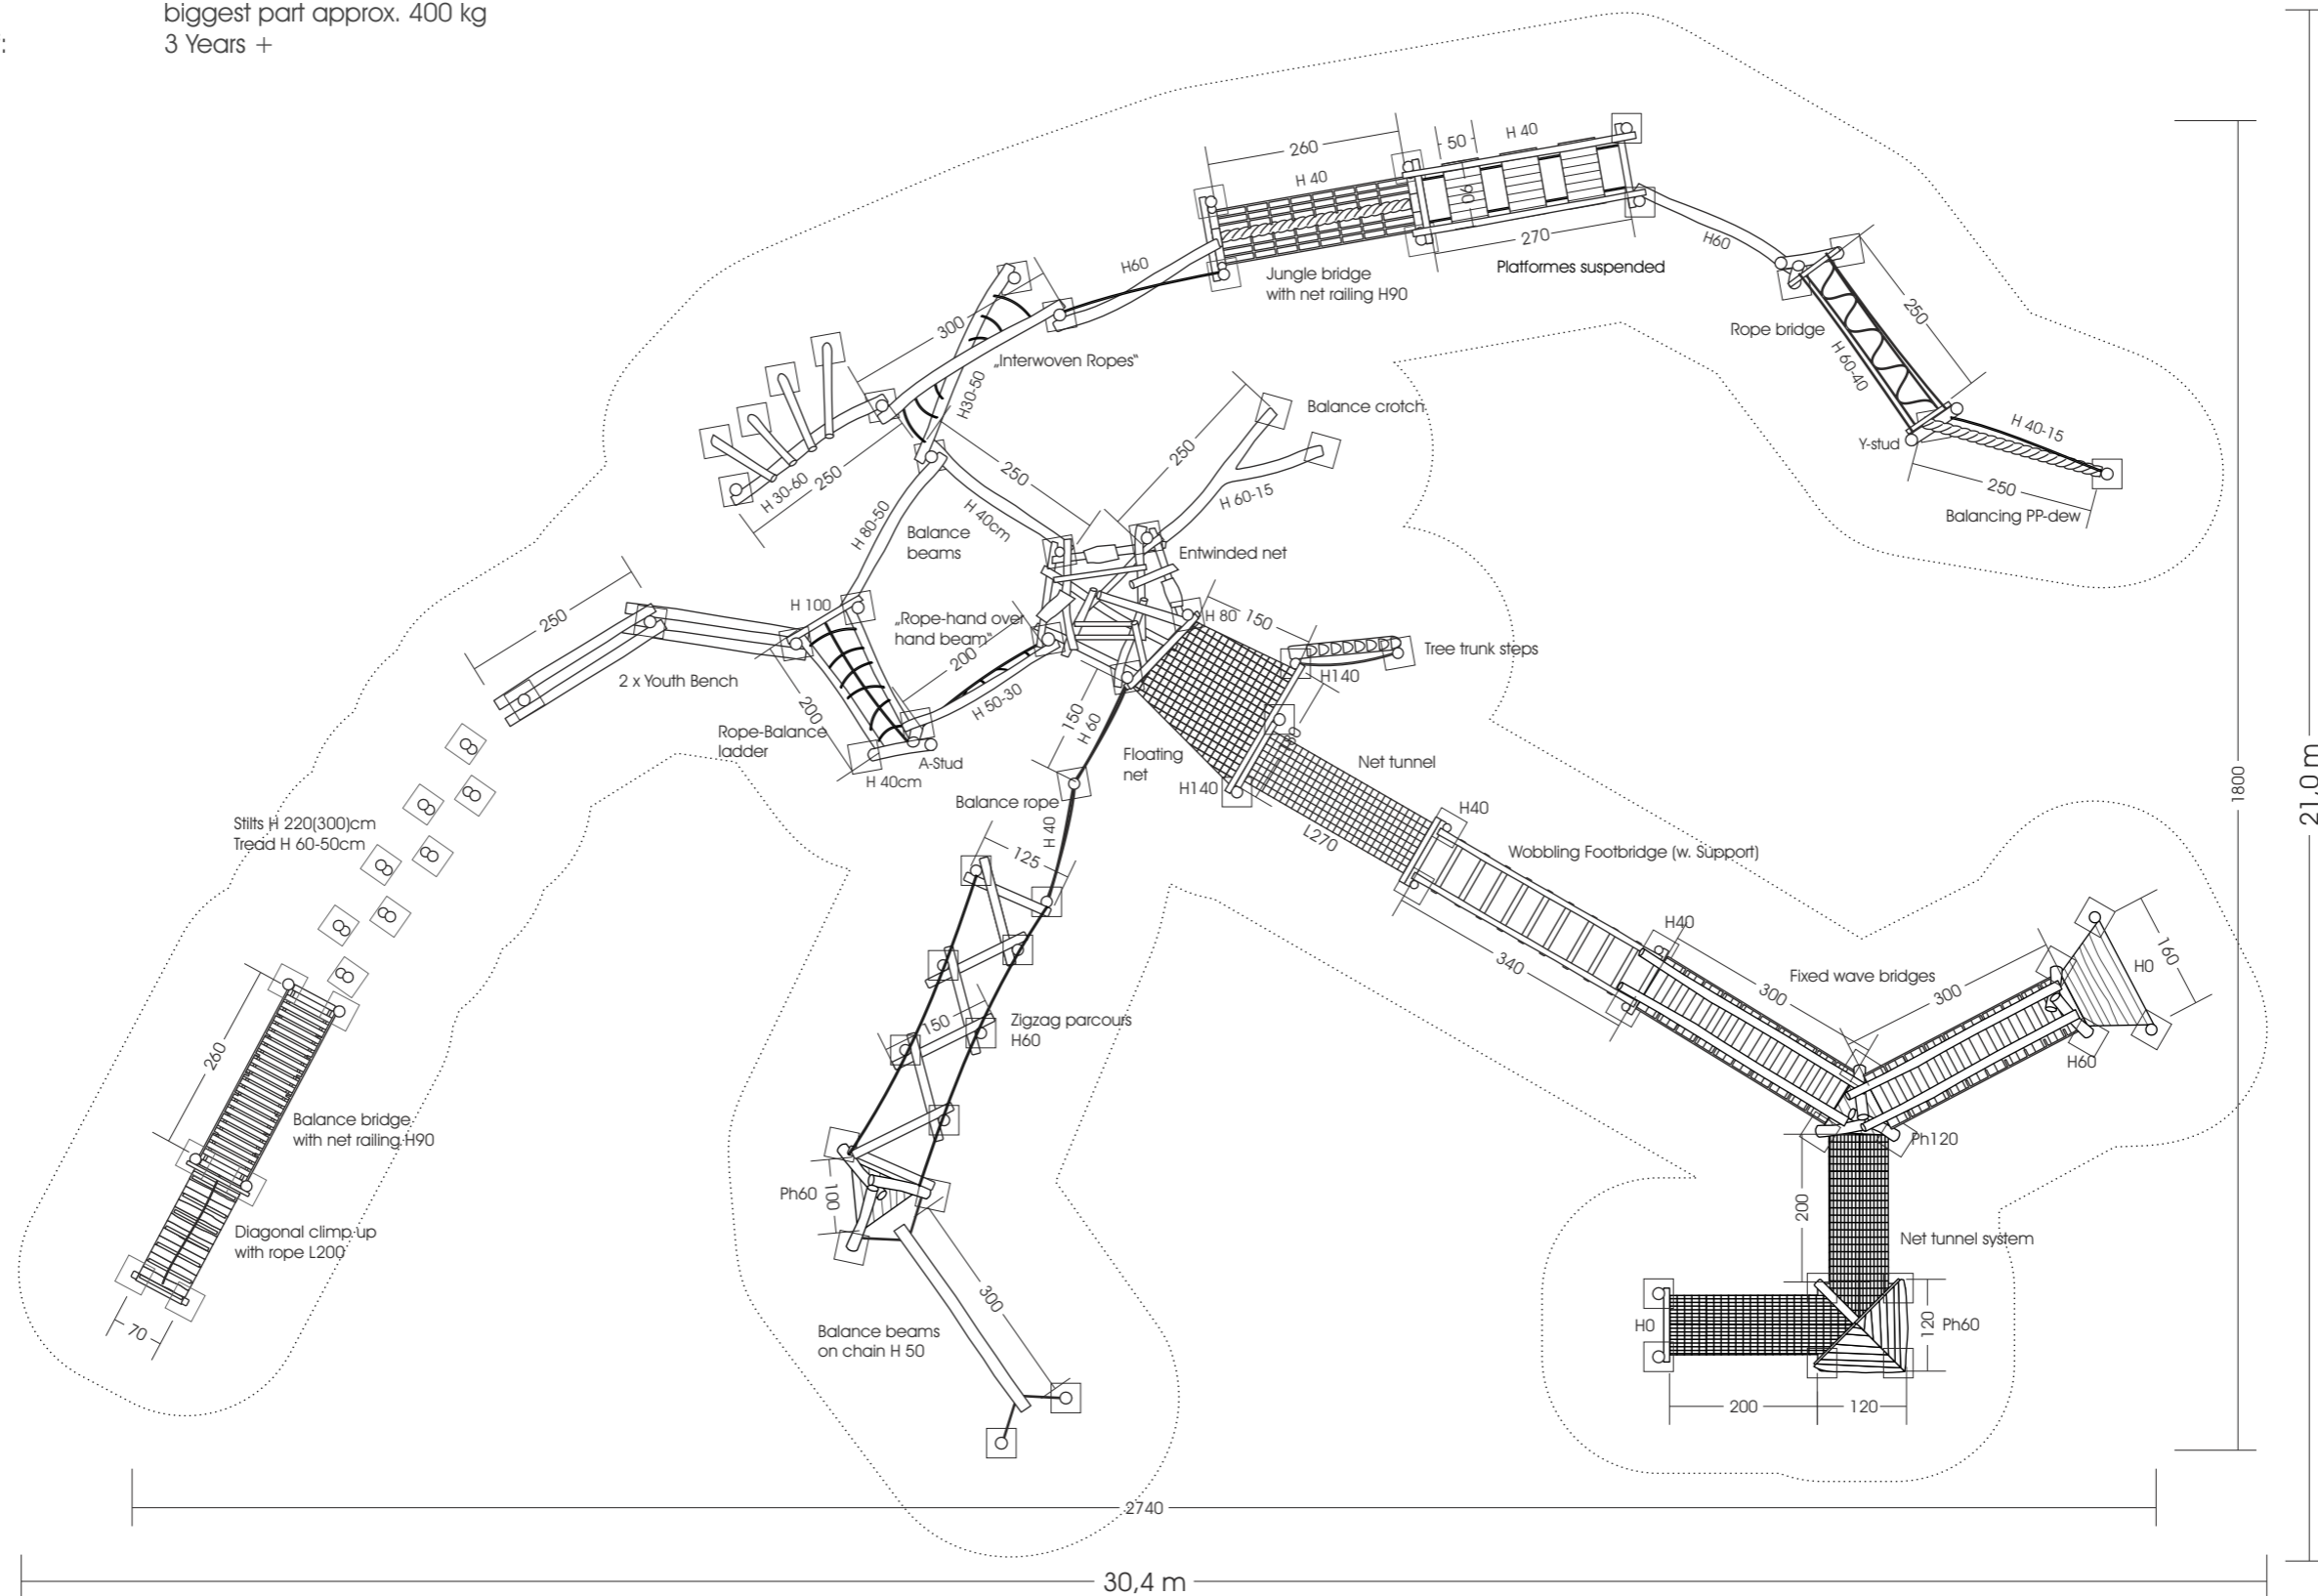 biggest part approx. 400 kg
:
3 Years +
260
50
H 40
H 40
90
270
H60
Jungle bridge
with net railing H90
Platformes suspended
H60
250
Rope bridge
H 60-40
Y-stud
H 40-15
250
Balancing PP-dew
300
„Interwoven Ropes“
H30-50
H 30-60
250
Balance crotch
250
250
H 60-15
H 80-50
H 40cm
Balance
beams
Entwinded net
H 100
„Rope-hand over
hand beam“
200
H 50-30
H 80
150
Tree trunk steps
H140
250
2 x Youth Bench
200
Rope-Balance
ladder
A-Stud
H 40cm
150
H 60
Floating
net
H140
Net tunnel
L270
H40
Balance rope
H 40
125
Stilts H 220(300)cm
Tread H 60-50cm
Wobbling Footbridge (w. Support)
340
H40
Fixed wave bridges
300
300
160
H0
H60
Ph120
1800
21,0 m
260
150
Zigzag parcours
H60
Balance bridge
with net railing H90
Ph60
100
Diagonal climp up
with rope L200
70
300
Balance beams
on chain H 50
200
Net tunnel system
H0
120
Ph60
200
120
2740
30,4 m